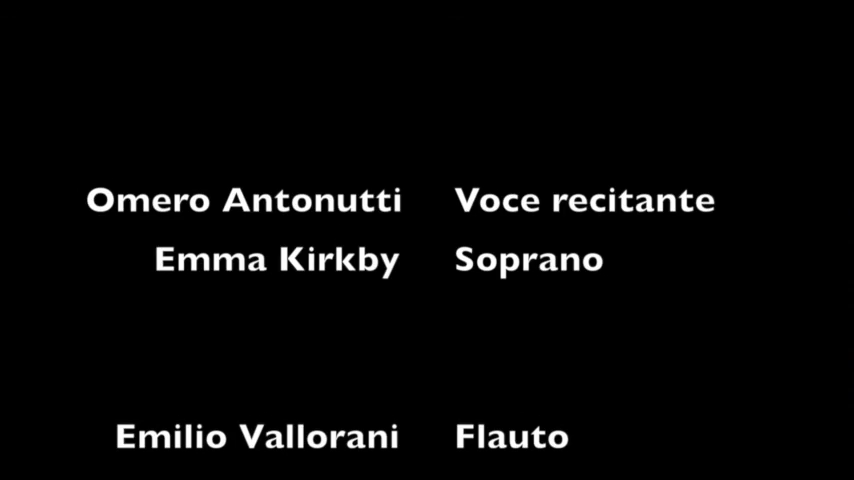 Omero Antonutti Voce recitante
Emma Kirkby Soprano
Emilio Vallorani Flauto